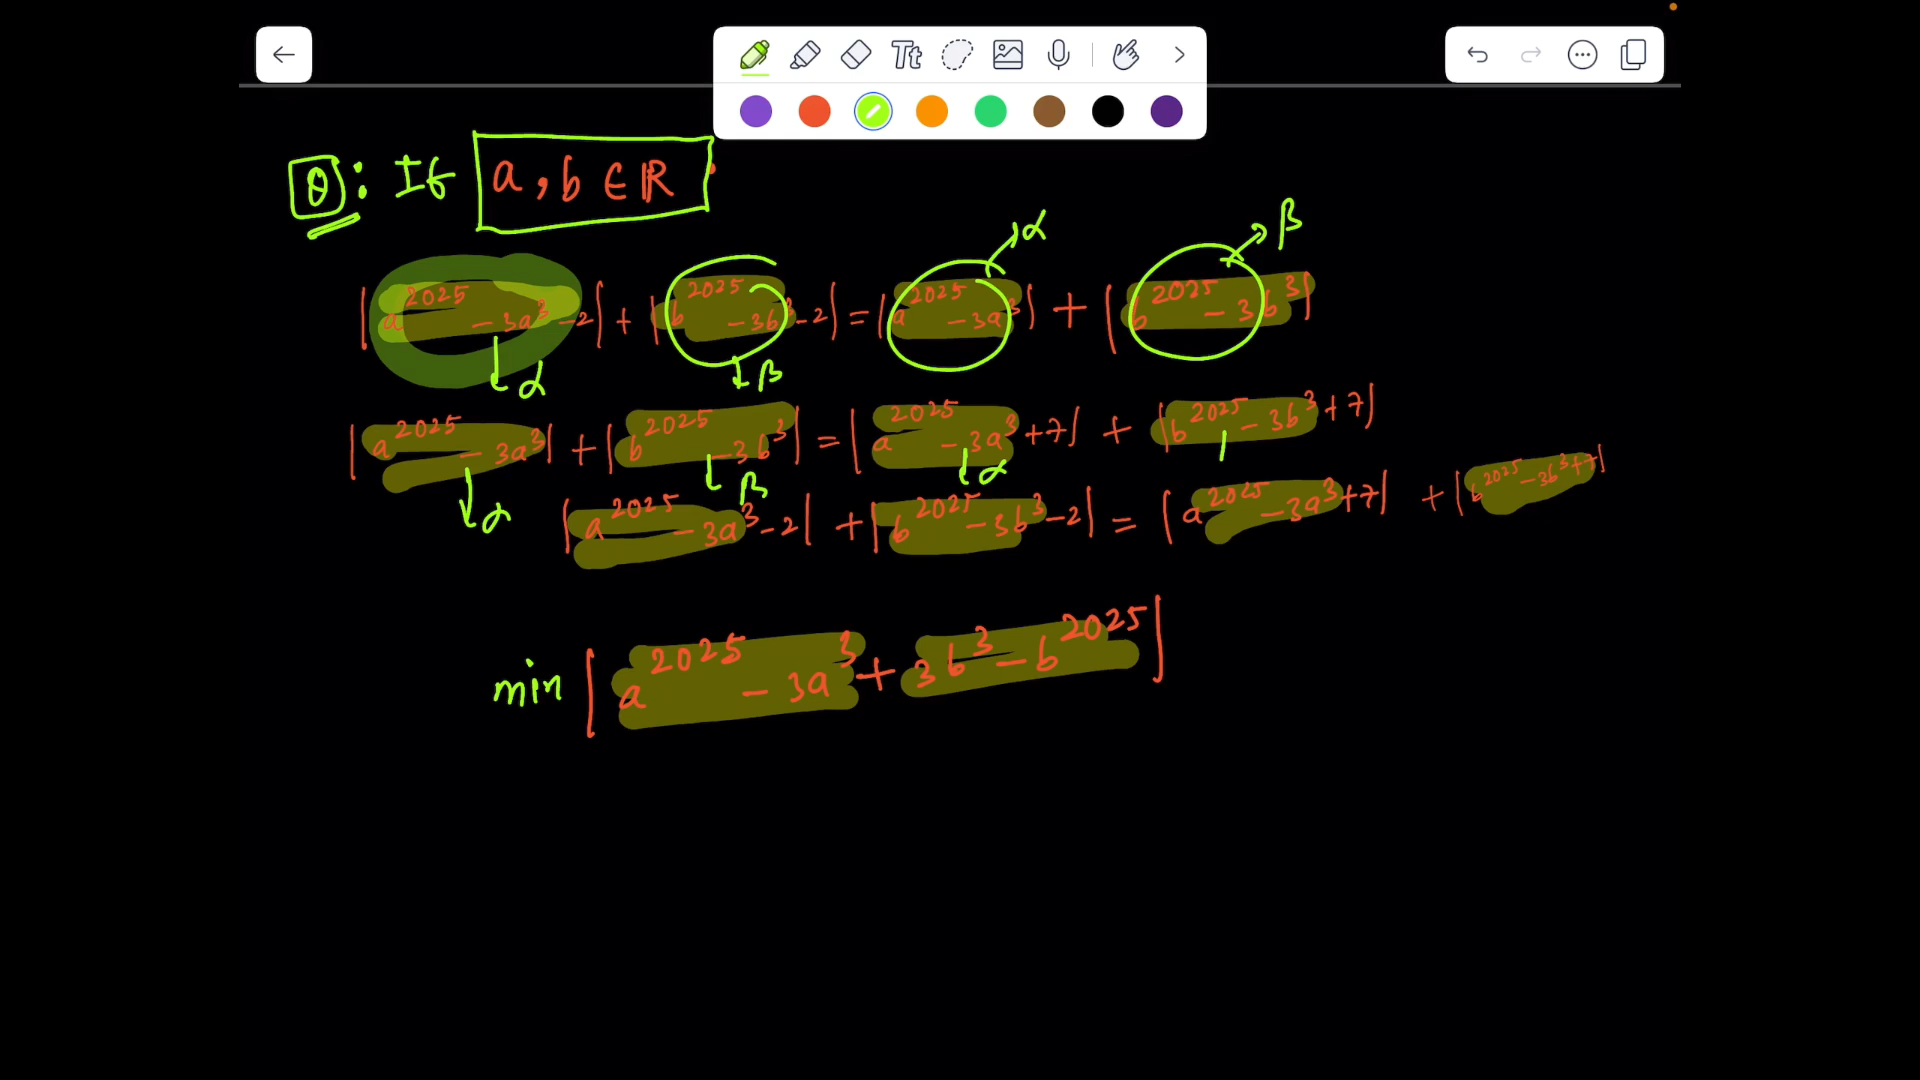 Tt
Q: If a, b ∈ ℝ
|a^2025 - 3a^3 - 2| + |b^2025 - 3b^3 - 2| = |a^2025 - 3a^3| + |b^2025 - 3b^3|
α β α β
|a^2025 - 3a^3| + |b^2025 - 3b^3| = |a^2025 - 3a^3 + 7| + |b^2025 - 3b^3 + 7|
α β α
|a^2025 - 3a^3 - 2| + |b^2025 - 3b^3 - 2| = |a^2025 - 3a^3 + 7| + |b^2025 - 3b^3 + 7|
min |a^2025 - 3a^3 + 3b^3 - b^2025|